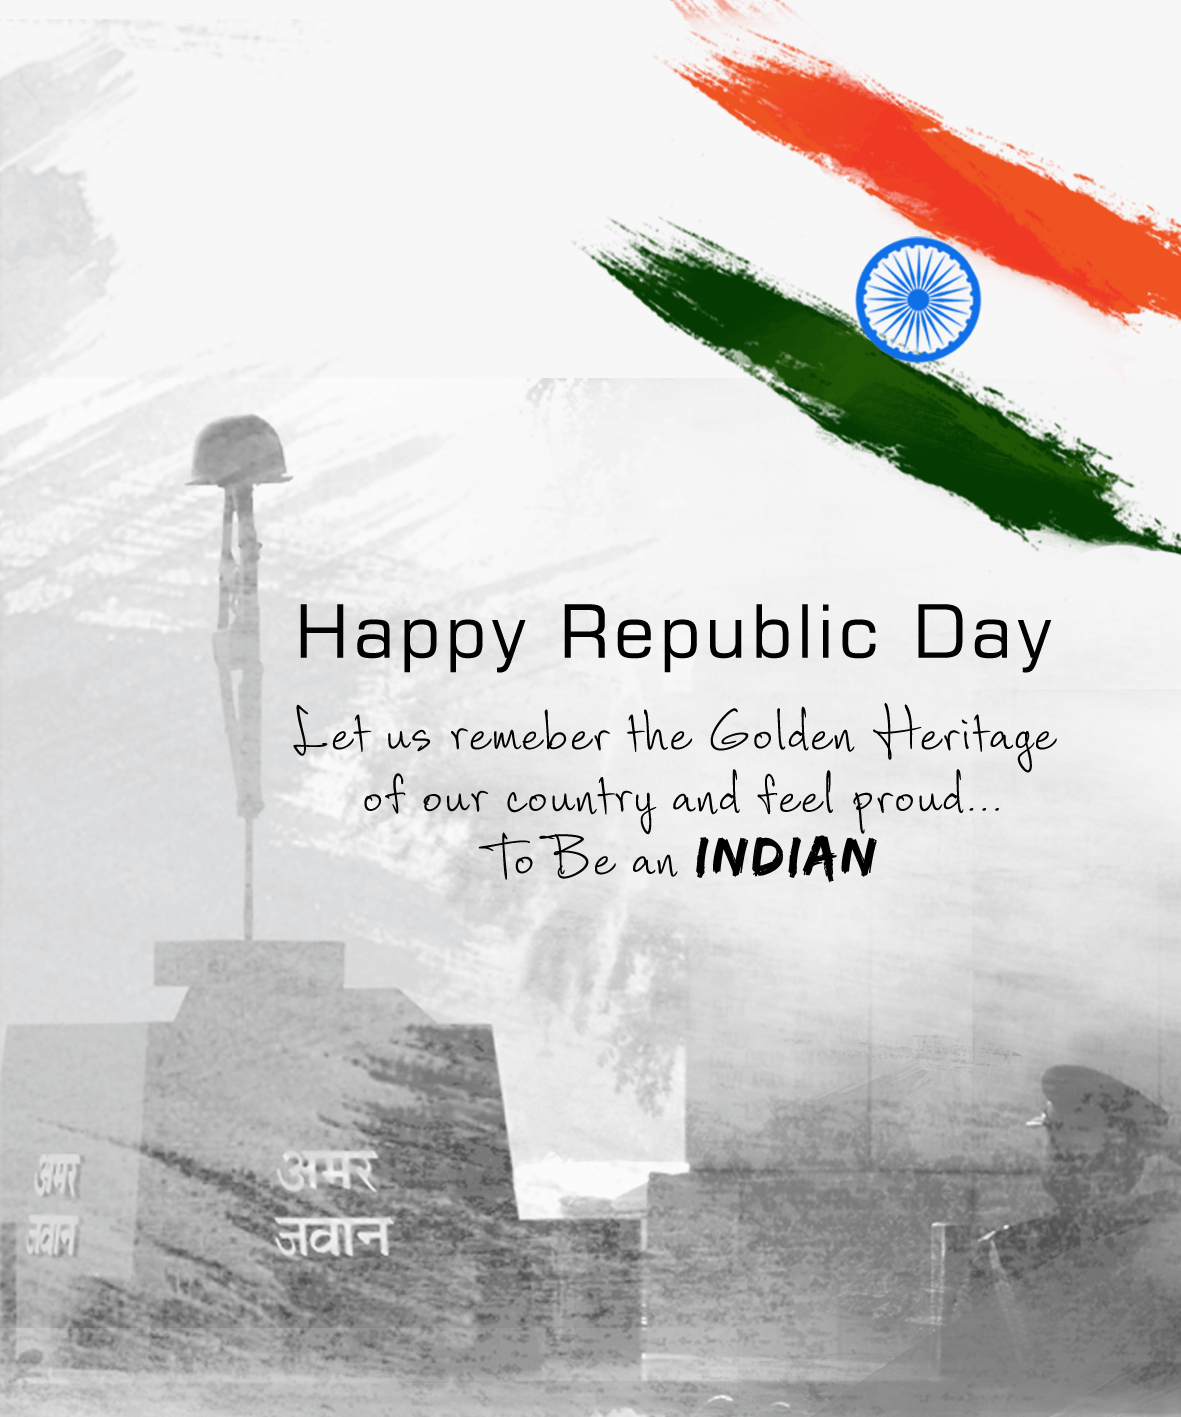 Happy Republic Day
Let us remeber the Golden Heritage
of our country and feel proud...
To Be an INDIAN
अमर
जवान
अमर
जवान